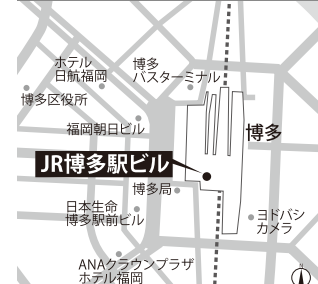 ホテル
日航福岡
博多
バスターミナル
博多区役所
福岡朝日ビル
博多
JR博多駅ビル
博多局
日本生命
博多駅前ビル
ヨドバシ
カメラ
ANAクラウンプラザ
ホテル福岡
N